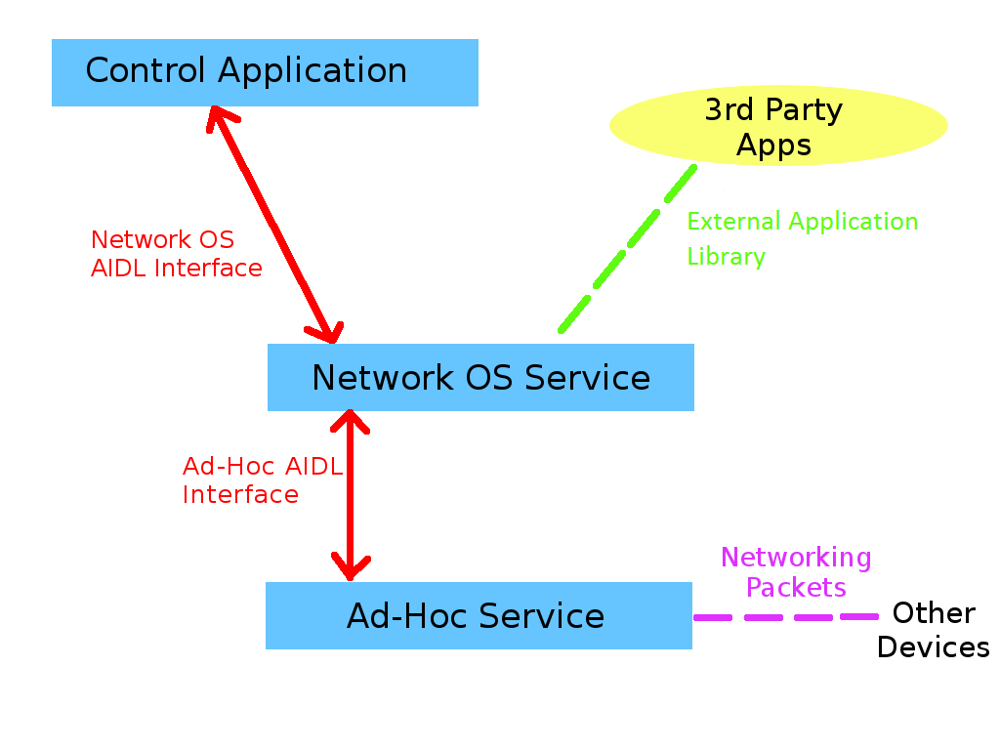 Control Application
3rd Party
Apps
External Application
Library
Network OS
AIDL Interface
Network OS Service
Ad-Hoc AIDL
Interface
Networking
Packets
Ad-Hoc Service
Other
Devices